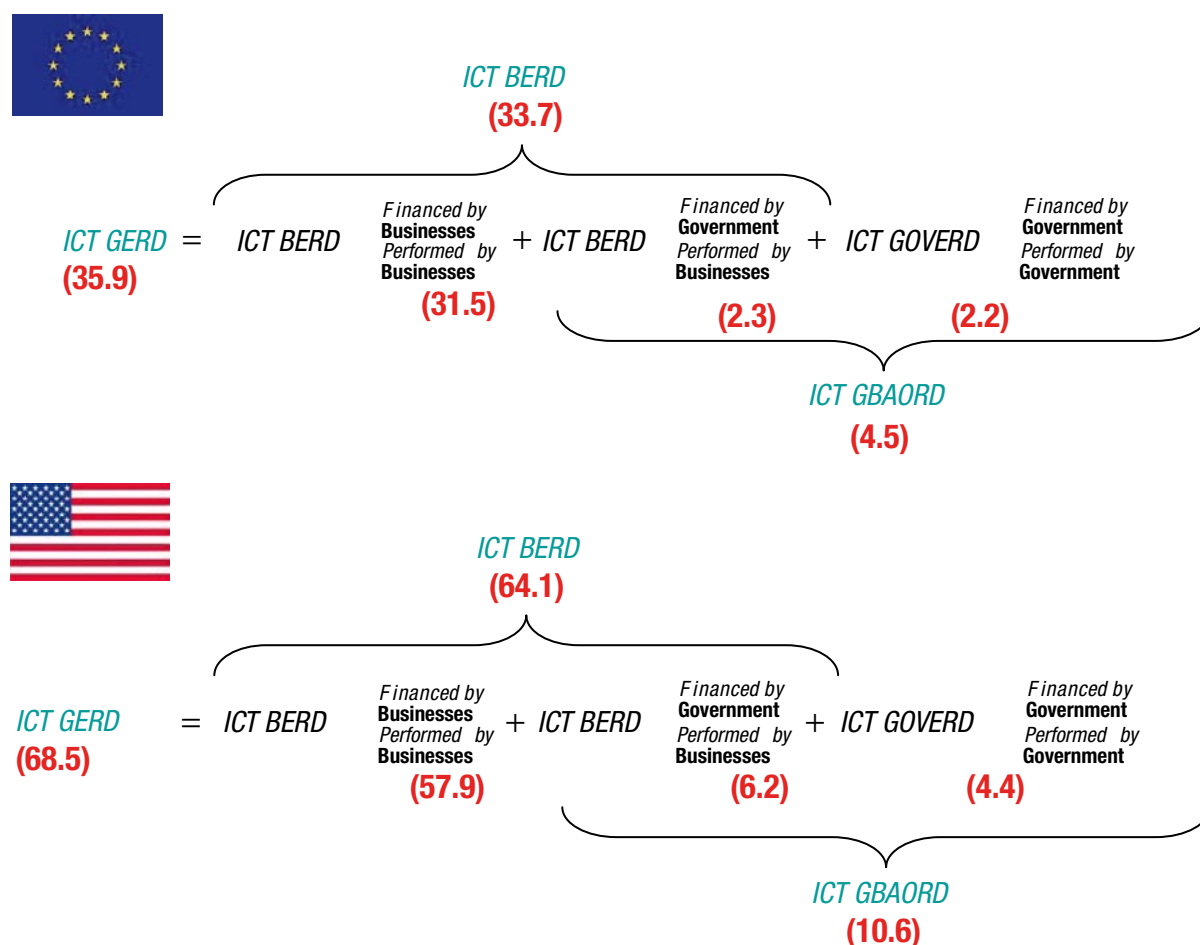 ICT BERD
(33.7)
ICT GERD = ICT BERD Financed by Businesses Performed by Businesses + ICT BERD Financed by Government Performed by Businesses + ICT GOVERD Financed by Government Performed by Government
(35.9) (31.5) (2.3) (2.2)
ICT GBAORD
(4.5)
ICT BERD
(64.1)
ICT GERD = ICT BERD Financed by Businesses Performed by Businesses + ICT BERD Financed by Government Performed by Businesses + ICT GOVERD Financed by Government Performed by Government
(68.5) (57.9) (6.2) (4.4)
ICT GBAORD
(10.6)